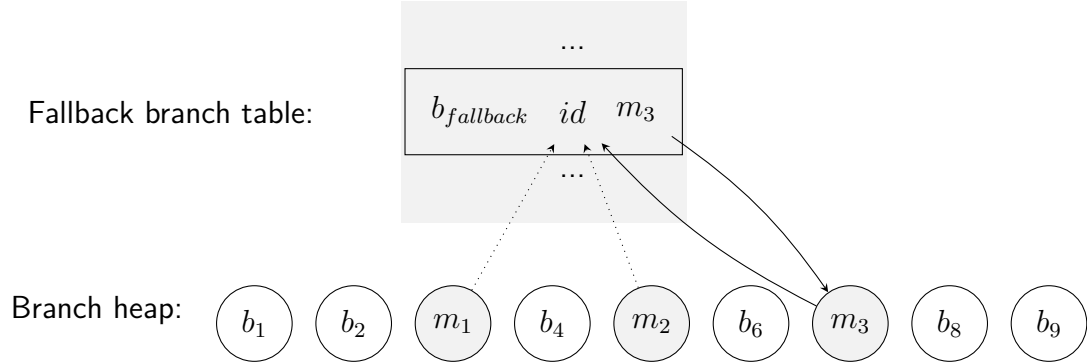 ...
Fallback branch table: b_fallback id m_3
...
Branch heap: b_1 b_2 m_1 b_4 m_2 b_6 m_3 b_8 b_9